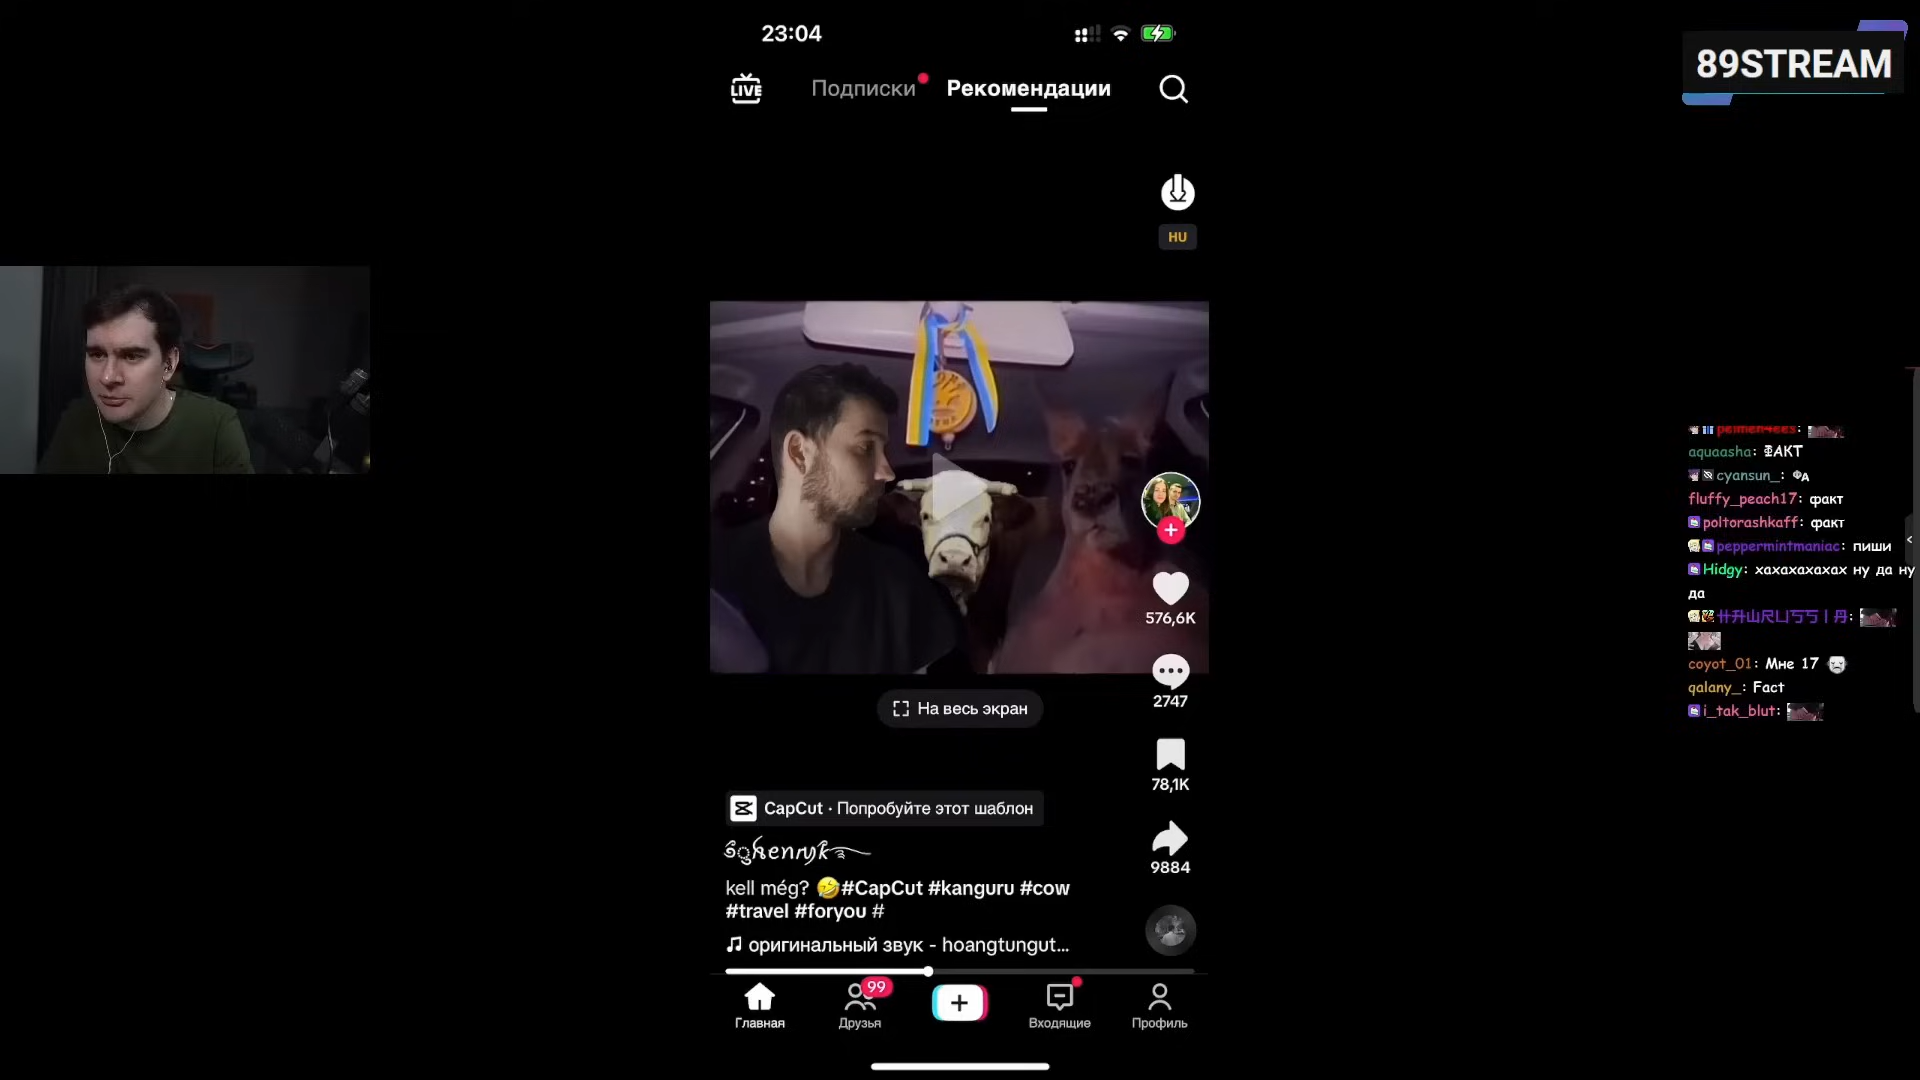 23:04
LIVE
Подписки
Рекомендации
HU
На весь экран
576,6K
2747
78,1K
9884
CapCut · Попробуйте этот шаблон
kell még? 🤣#CapCut #kanguru #cow
#travel #foryou #
оригинальный звук - hoangtungut...
Главная
99
Друзья
Входящие
Профиль
89STREAM
aquaasha: ФАКТ
cyansun_: ФА
fluffy_peach17: факт
poltorashkaff: факт
peppermintmaniac: пиши
Hidgy: хахахахахах ну да ну
да
coyot_01: Мне 17
qalany_: Fact
i_tak_blut: